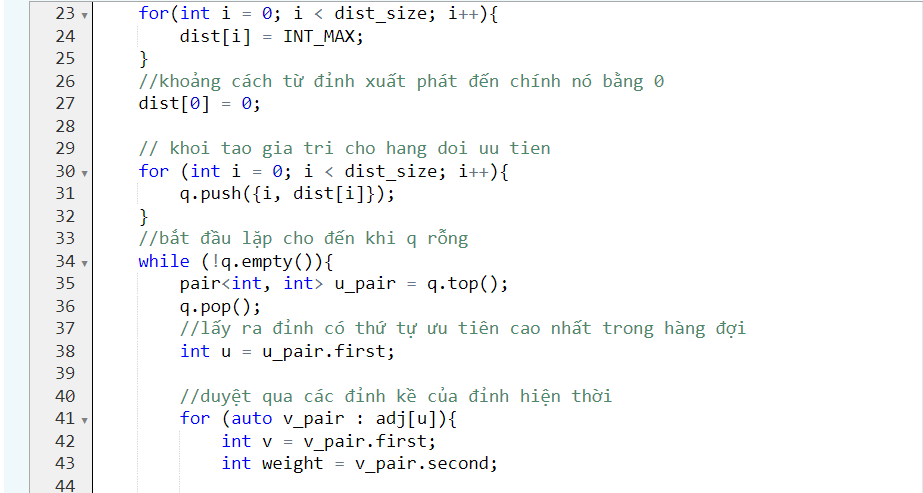 23 for(int i = 0; i < dist_size; i++){
24 dist[i] = INT_MAX;
25 }
26 //khoảng cách từ đỉnh xuất phát đến chính nó bằng 0
27 dist[0] = 0;
28
29 // khoi tao gia tri cho hang doi uu tien
30 for (int i = 0; i < dist_size; i++){
31 q.push({i, dist[i]});
32 }
33 //bắt đầu lặp cho đến khi q rỗng
34 while (!q.empty()){
35 pair<int, int> u_pair = q.top();
36 q.pop();
37 //lấy ra đỉnh có thứ tự ưu tiên cao nhất trong hàng đợi
38 int u = u_pair.first;
39
40 //duyệt qua các đỉnh kề của đỉnh hiện thời
41 for (auto v_pair : adj[u]){
42 int v = v_pair.first;
43 int weight = v_pair.second;
44